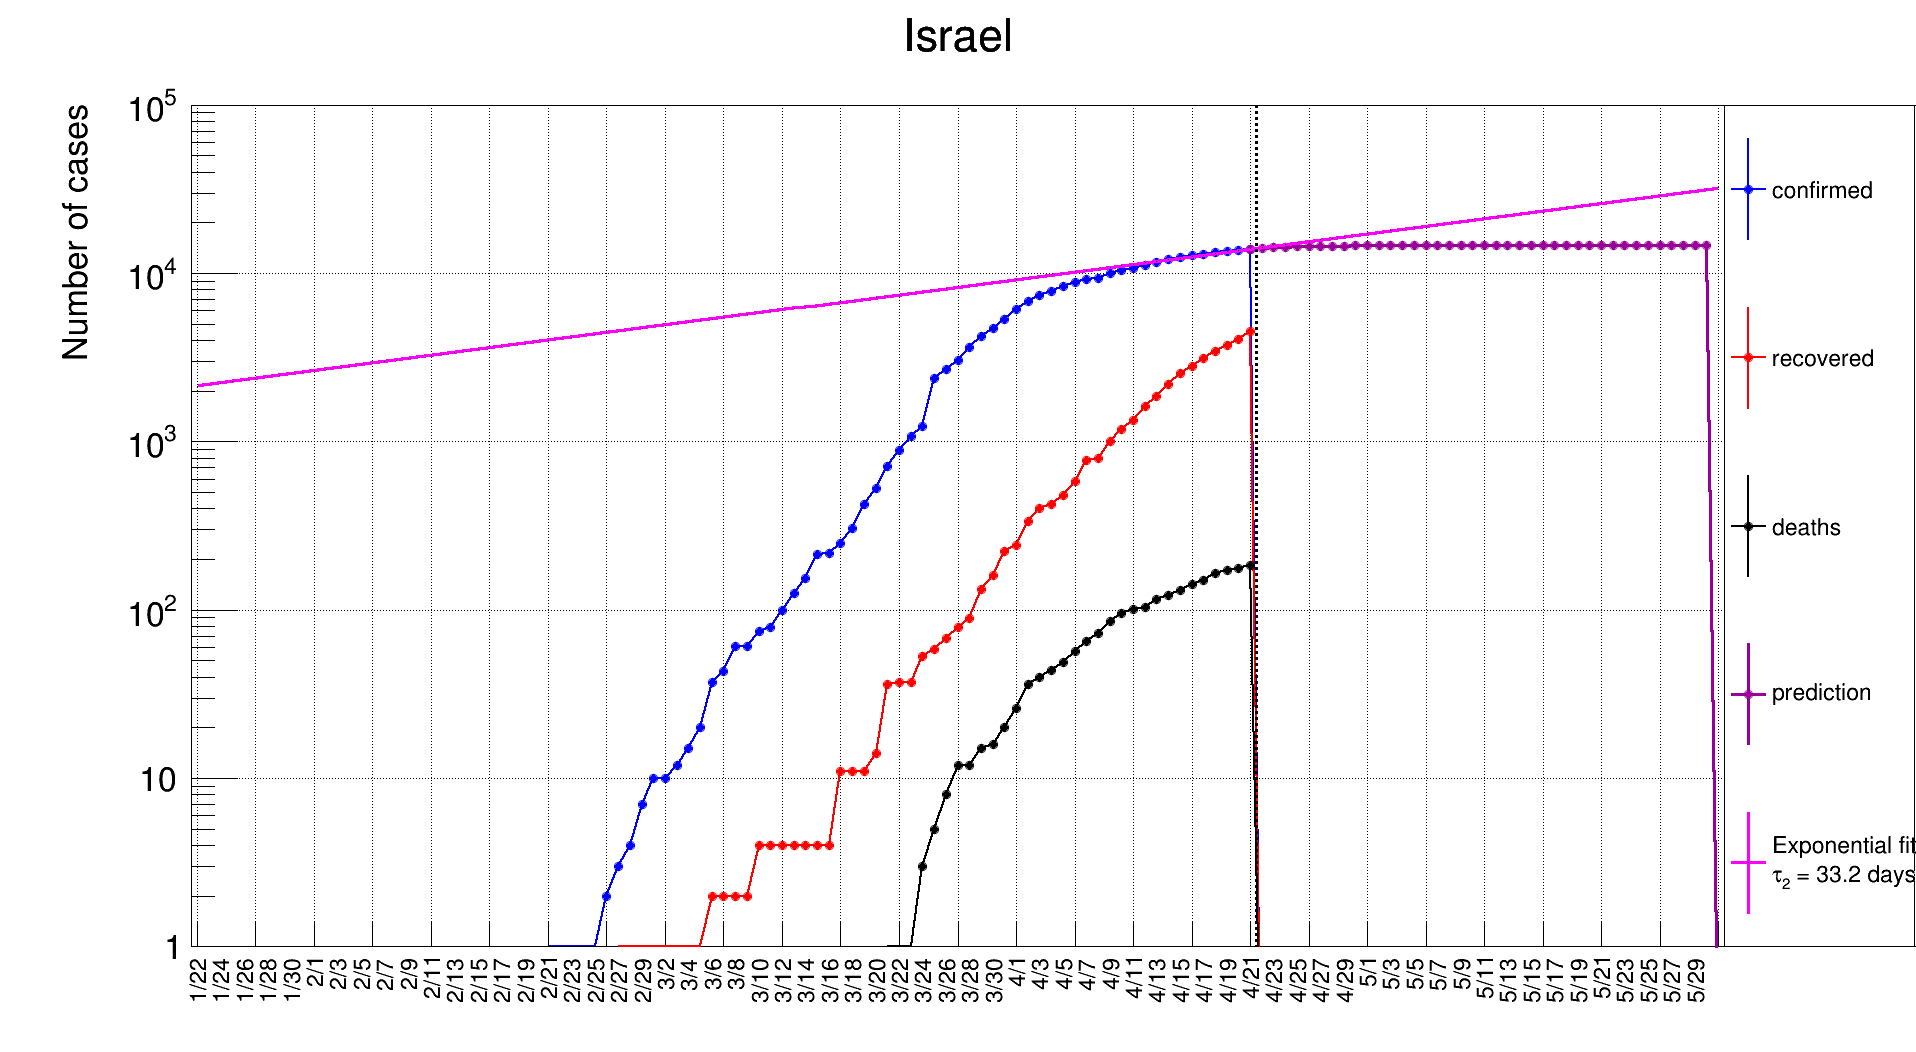 Israel
Number of cases
10^5
10^4
10^3
10^2
10
1
1/22 1/24 1/26 1/28 1/30 2/1 2/3 2/5 2/7 2/9 2/11 2/13 2/15 2/17 2/19 2/21 2/23 2/25 2/27 2/29 3/2 3/4 3/6 3/8 3/10 3/12 3/14 3/16 3/18 3/20 3/22 3/24 3/26 3/28 3/30 4/1 4/3 4/5 4/7 4/9 4/11 4/13 4/15 4/17 4/19 4/21 4/23 4/25 4/27 4/29 5/1 5/3 5/5 5/7 5/9 5/11 5/13 5/15 5/17 5/19 5/21 5/23 5/25 5/27 5/29
confirmed
recovered
deaths
prediction
Exponential fit
τ₂ = 33.2 days